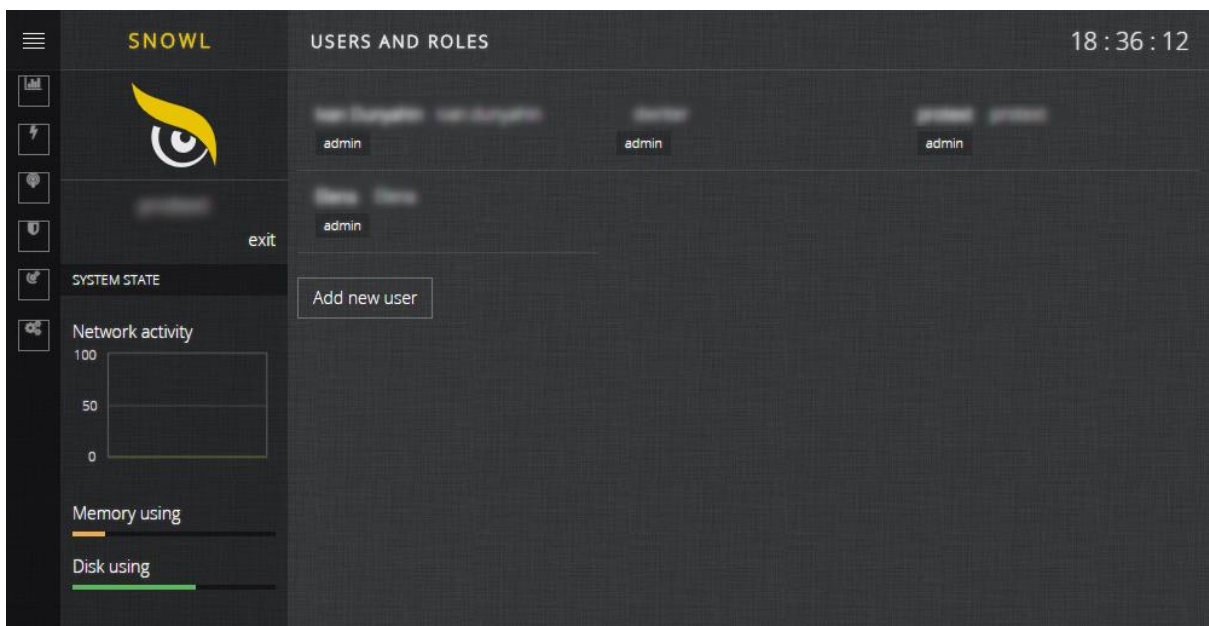 SNOWL
USERS AND ROLES
18 : 36 : 12
admin
admin
admin
admin
exit
SYSTEM STATE
Add new user
Network activity
100
50
0
Memory using
Disk using